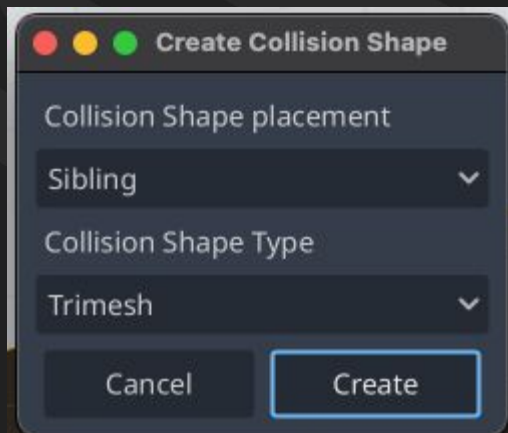 Create Collision Shape
Collision Shape placement
Sibling
Collision Shape Type
Trimesh
Cancel
Create